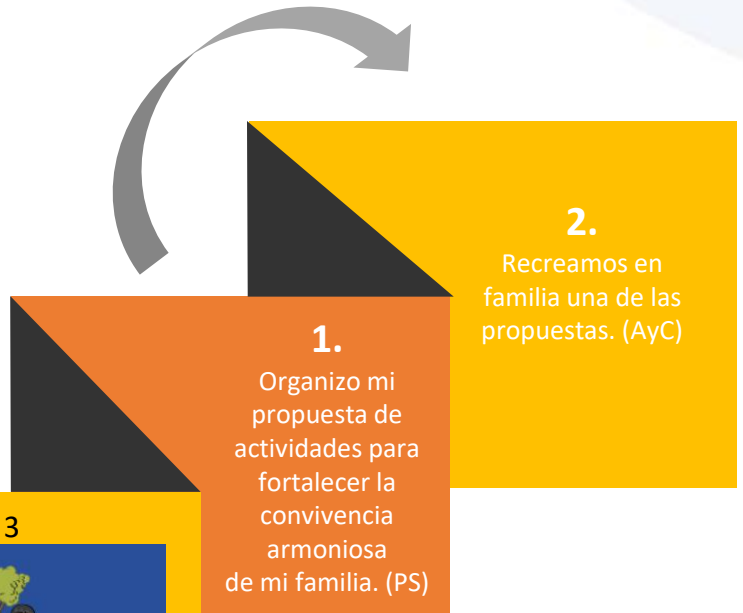 1.
Organizo mi
propuesta de
actividades para
fortalecer la
convivencia
armoniosa
de mi familia. (PS)
2.
Recreamos en
familia una de las
propuestas. (AyC)
3